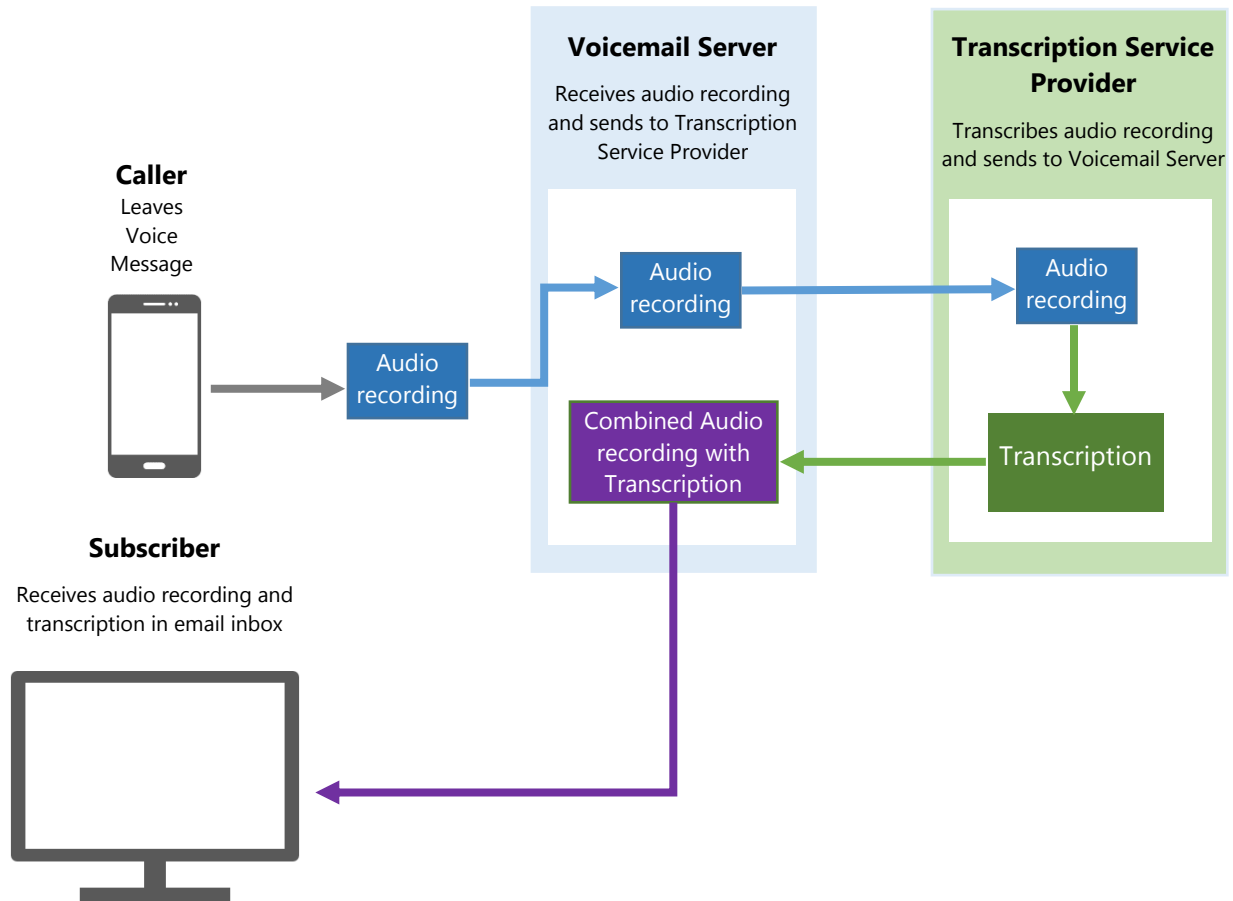 Voicemail Server
Receives audio recording
and sends to Transcription
Service Provider
Transcription Service
Provider
Transcribes audio recording
and sends to Voicemail Server
Caller
Leaves
Voice
Message
Audio
recording
Audio
recording
Audio
recording
Combined Audio
recording with
Transcription
Transcription
Subscriber
Receives audio recording and
transcription in email inbox